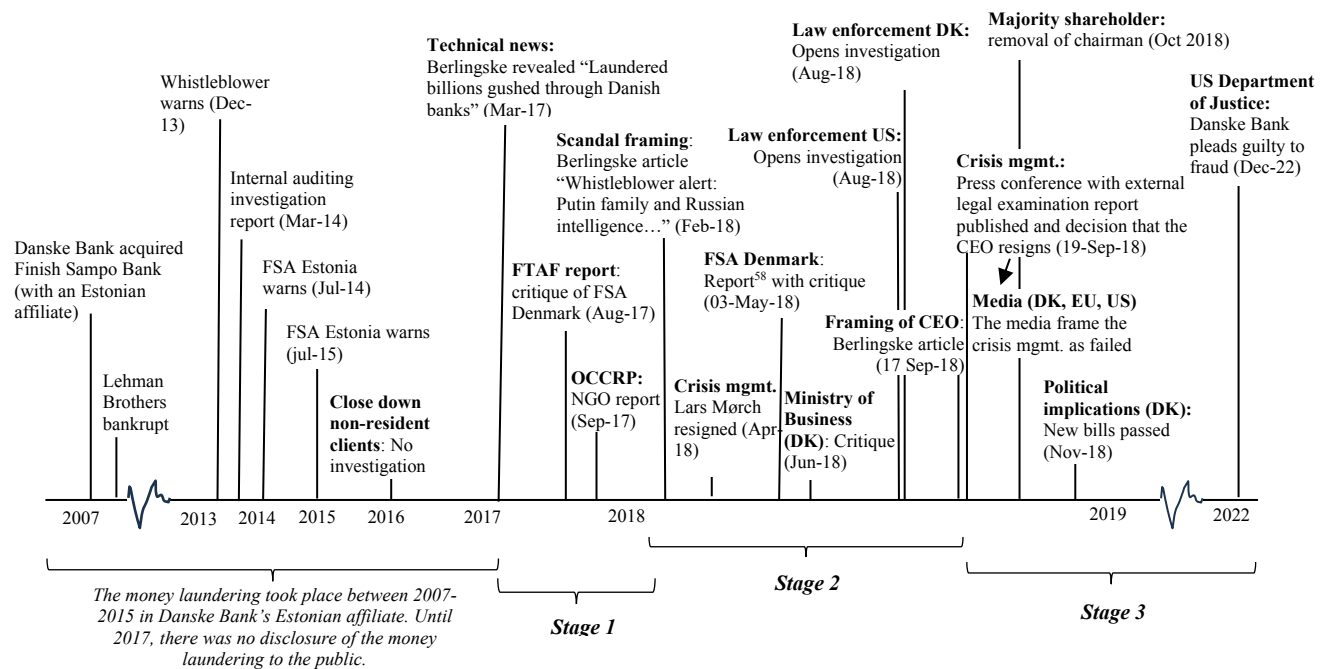 Danske Bank acquired
Finish Sampo Bank
(with an Estonian
affiliate)
Lehman
Brothers
bankrupt
Whistleblower
warns (Dec-
13)
Internal auditing
investigation
report (Mar-14)
FSA Estonia
warns (Jul-14)
FSA Estonia warns
(jul-15)
Close down
non-resident
clients: No
investigation
Technical news:
Berlingske revealed “Laundered
billions gushed through Danish
banks” (Mar-17)
FTAF report:
critique of FSA
Denmark (Aug-17)
OCCRP:
NGO report
(Sep-17)
Scandal framing:
Berlingske article
“Whistleblower alert:
Putin family and Russian
intelligence…” (Feb-18)
Crisis mgmt.
Lars Mørch
resigned (Apr-
18)
FSA Denmark:
Report58 with critique
(03-May-18)
Ministry of
Business
(DK): Critique
(Jun-18)
Law enforcement US:
Opens investigation
(Aug-18)
Law enforcement DK:
Opens investigation
(Aug-18)
Framing of CEO:
Berlingske article
(17 Sep-18)
Crisis mgmt.:
Press conference with external
legal examination report
published and decision that the
CEO resigns (19-Sep-18)
Media (DK, EU, US)
The media frame the
crisis mgmt. as failed
Majority shareholder:
removal of chairman (Oct 2018)
Political
implications (DK):
New bills passed
(Nov-18)
US Department
of Justice:
Danske Bank
pleads guilty to
fraud (Dec-22)
2007
2013
2014
2015
2016
2017
2018
2019
2022
The money laundering took place between 2007-
2015 in Danske Bank’s Estonian affiliate. Until
2017, there was no disclosure of the money
laundering to the public.
Stage 1
Stage 2
Stage 3